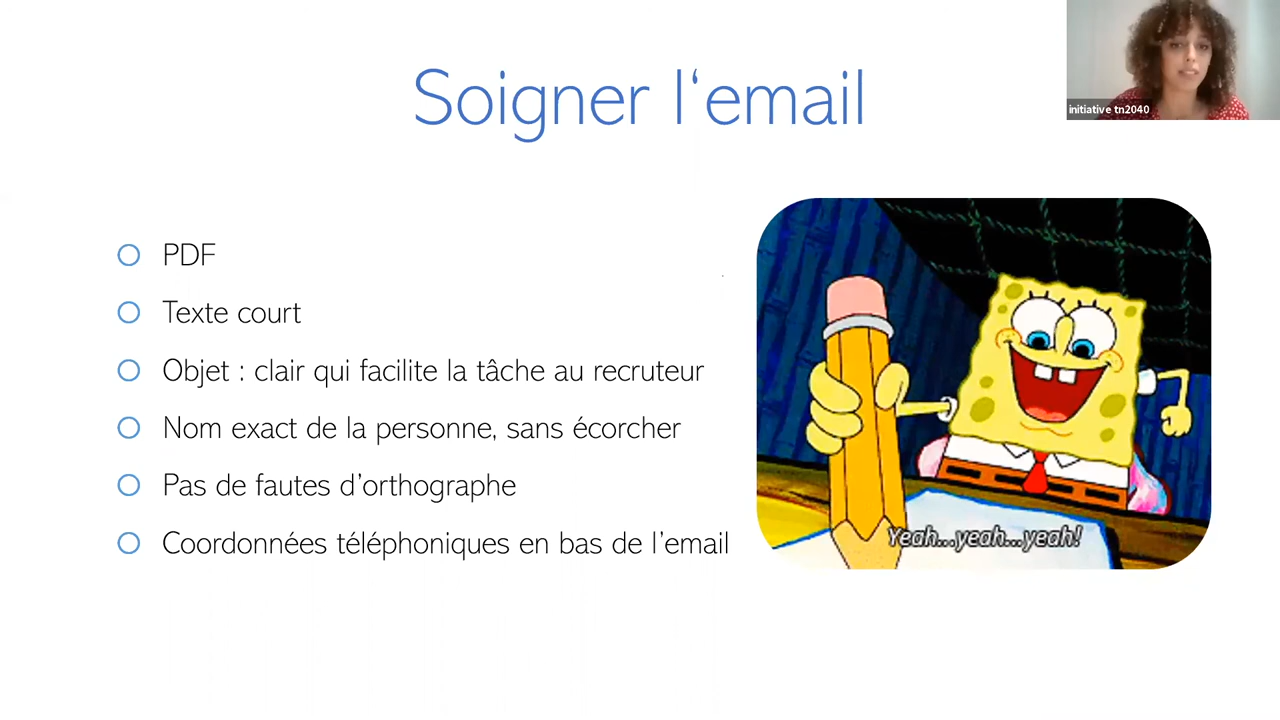 Soigner l‘email
initiative tn2040
PDF
Texte court
Objet : clair qui facilite la tâche au recruteur
Nom exact de la personne, sans écorcher
Pas de fautes d’orthographe
Coordonnées téléphoniques en bas de l’email
Yeah...yeah...yeah!